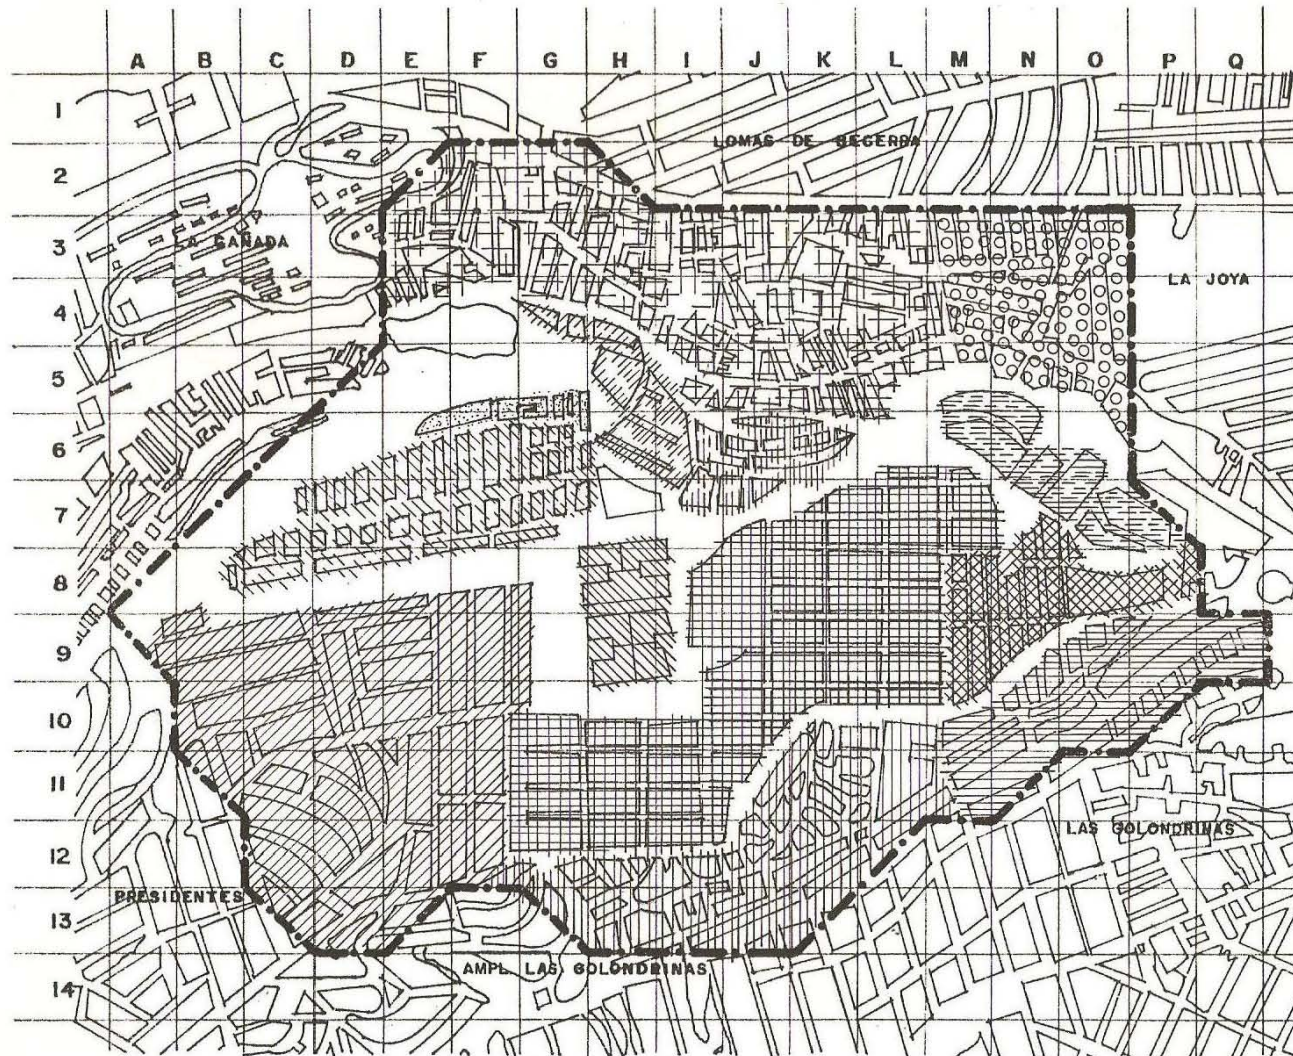 A B C D E F G H I J K L M N O P Q
1
LOMAS DE BECERRA
2
3
LA CAÑADA
LA JOYA
4
5
6
7
8
9
10
11
LAS GOLONDRINAS
12
PRESIDENTES
13
AMPL. LAS GOLONDRINAS
14